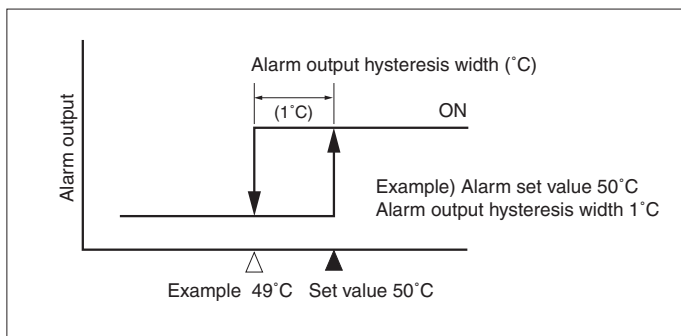 Alarm output hysteresis width (˚C)
(1˚C)
ON
Alarm output
Example) Alarm set value 50˚C
Alarm output hysteresis width 1˚C
Example 49˚C Set value 50˚C